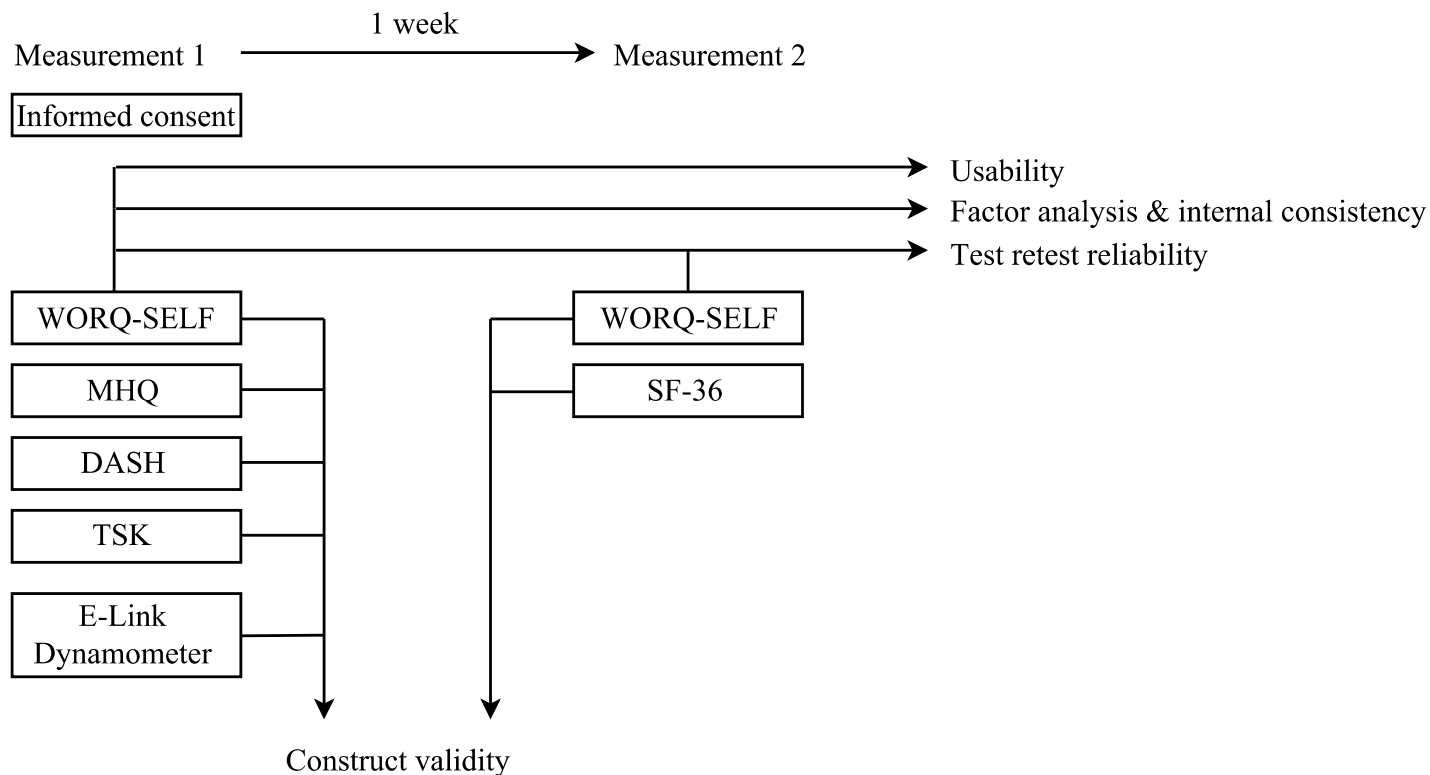 1 week
Measurement 1
Measurement 2
Informed consent
Usability
Factor analysis & internal consistency
Test retest reliability
WORQ-SELF
WORQ-SELF
MHQ
SF-36
DASH
TSK
E-Link
Dynamometer
Construct validity